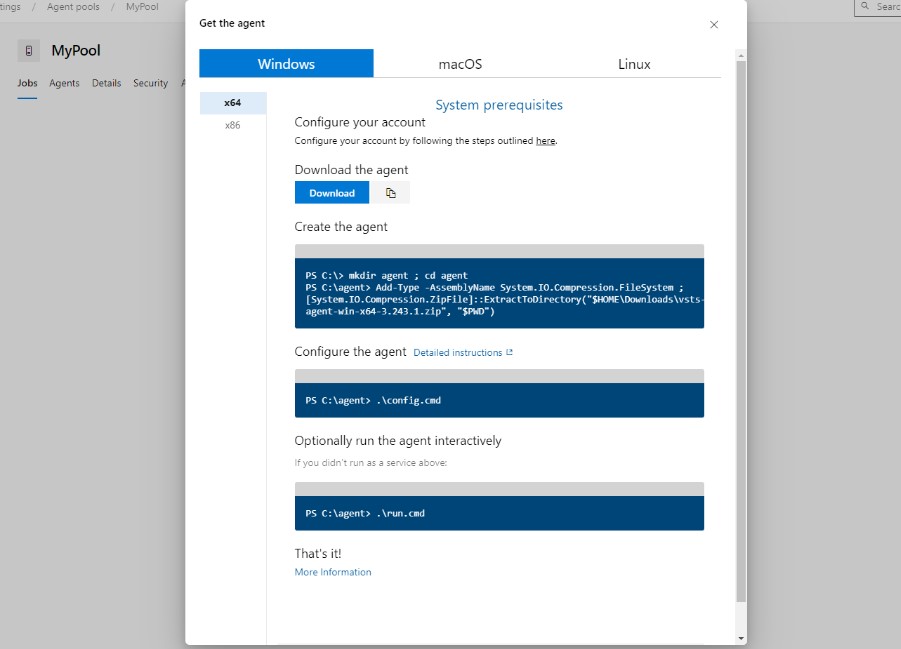 tings / Agent pools / MyPool
Searc
Get the agent
MyPool
Windows
macOS
Linux
Jobs Agents Details Security A
x64
x86
System prerequisites
Configure your account
Configure your account by following the steps outlined here.
Download the agent
Download
Create the agent
PS C:\> mkdir agent ; cd agent
PS C:\agent> Add-Type -AssemblyName System.IO.Compression.FileSystem ;
[System.IO.Compression.ZipFile]::ExtractToDirectory("$HOME\Downloads\vsts-
agent-win-x64-3.243.1.zip", "$PWD")
Configure the agent Detailed instructions
PS C:\agent> .\config.cmd
Optionally run the agent interactively
If you didn't run as a service above:
PS C:\agent> .\run.cmd
That's it!
More Information